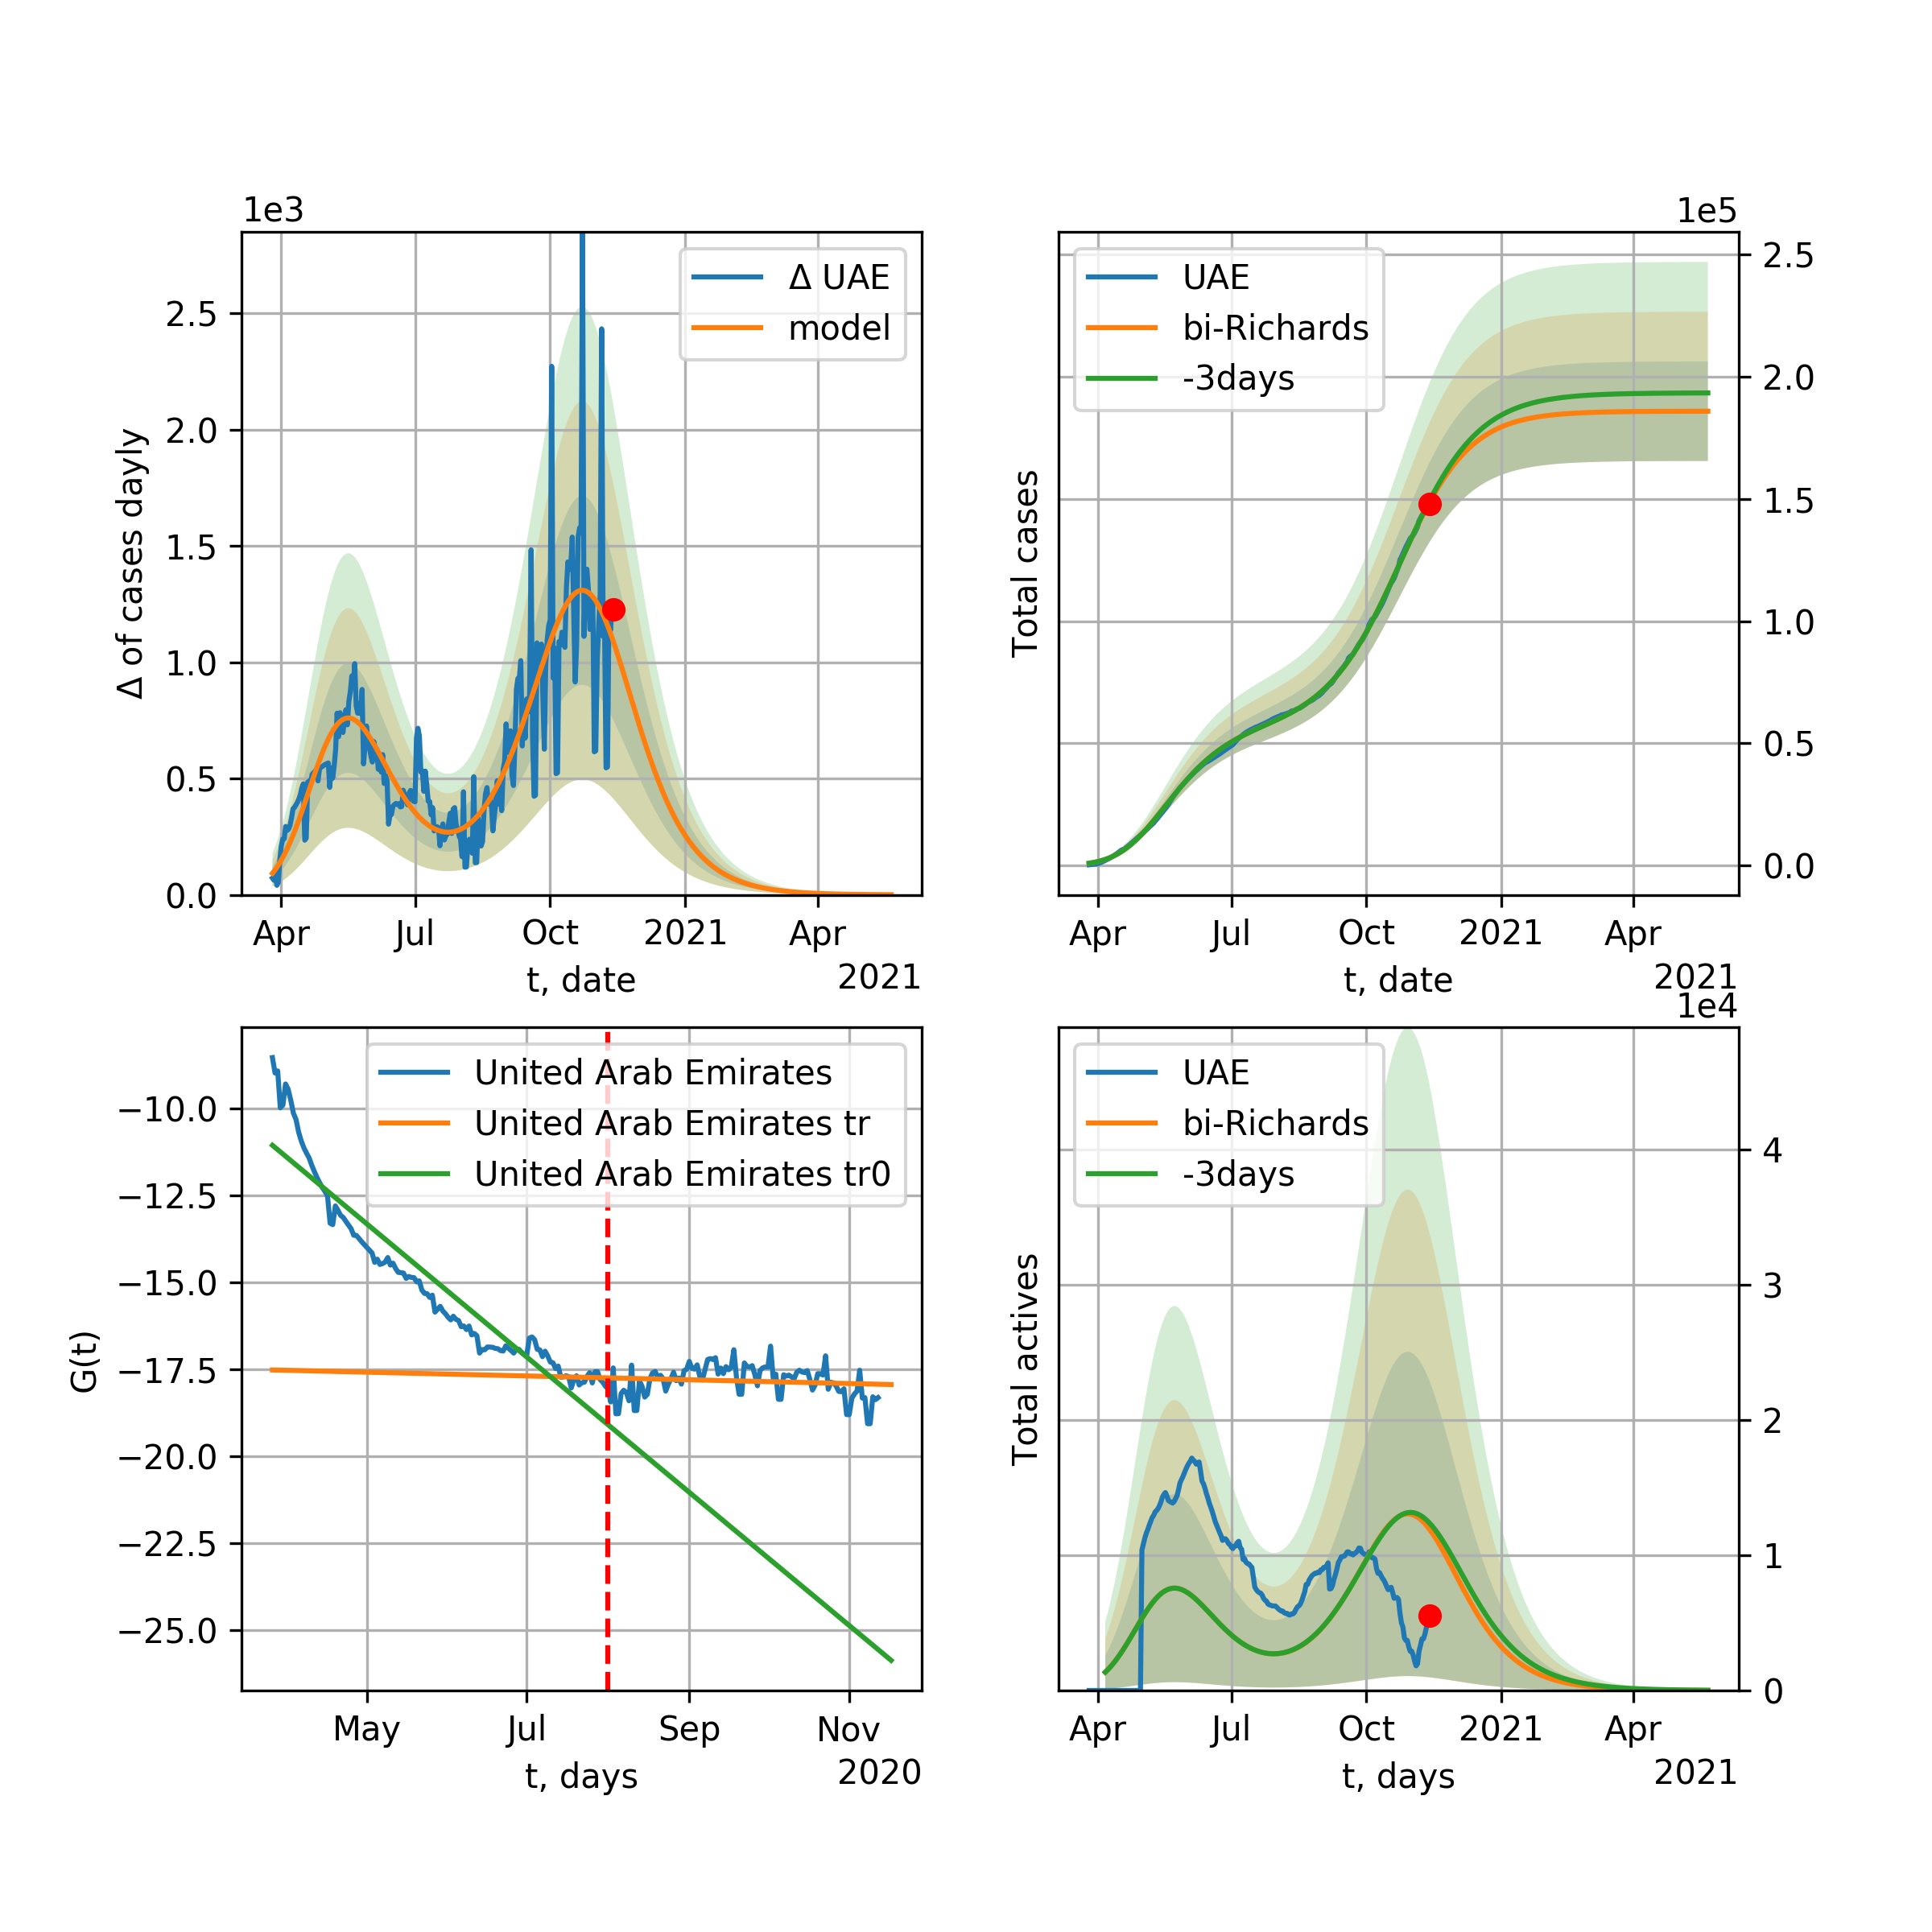 1e3
Δ of cases dayly
2.5
2.0
1.5
1.0
0.5
0.0
Δ UAE
model
Apr
Jul
Oct
2021
Apr
t, date
2021
1e5
Total cases
UAE
bi-Richards
-3days
2.5
2.0
1.5
1.0
0.5
0.0
Apr
Jul
Oct
2021
Apr
t, date
2021
G(t)
−10.0
−12.5
−15.0
−17.5
−20.0
−22.5
−25.0
United Arab Emirates
United Arab Emirates tr
United Arab Emirates tr0
May
Jul
Sep
Nov
t, days
2020
1e4
Total actives
UAE
bi-Richards
-3days
4
3
2
1
0
Apr
Jul
Oct
2021
Apr
t, days
2021